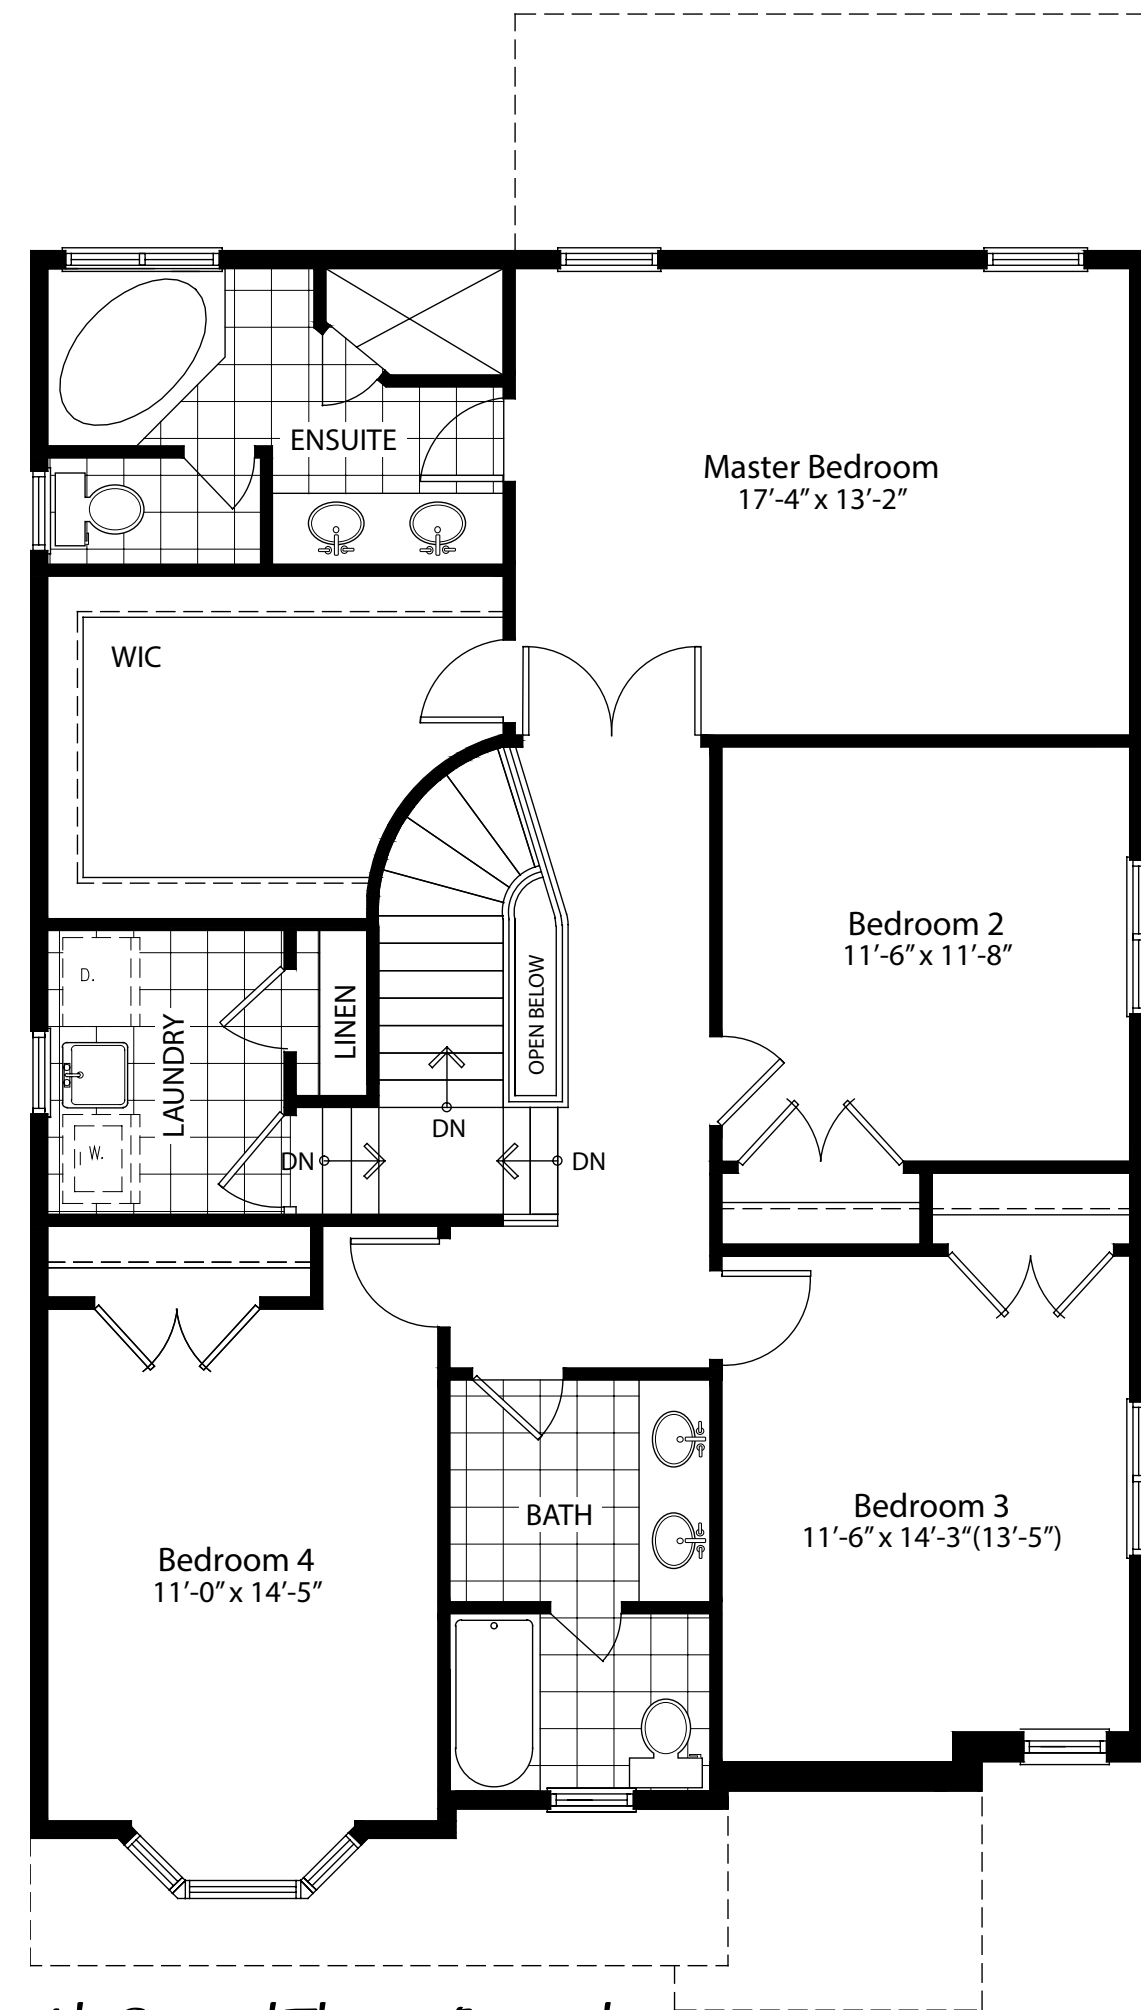 ENSUITE
Master Bedroom
17'-4" x 13'-2"
WIC
Bedroom 2
11'-6" x 11'-8"
D.
LAUNDRY
LINEN
OPEN BELOW
W.
DN
DN
DN
Bedroom 3
11'-6" x 14'-3"(13'-5")
BATH
Bedroom 4
11'-0" x 14'-5"